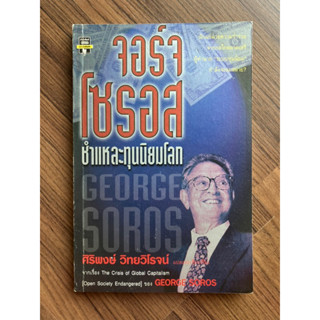 จอร์จ
โซรอส
ชำแหละทุนนิยมโลก
GEORGE
SOROS
ศิริพงษ์ วิทยวิโรจน์
จากเรื่อง The Crisis of Global Capitalism
[Open Society Endangered] ของ GEORGE SOROS